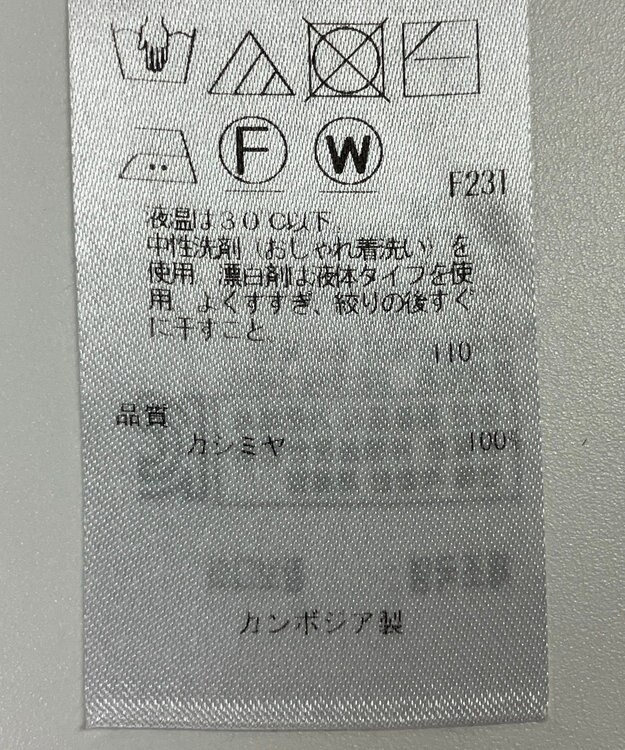 F W
F231
液温は30℃以下
中性洗剤(おしゃれ着洗い)を
使用 漂白剤は液体タイプを使
用 よくすすぎ、絞りの後すぐ
に干すこと。
110
品質
カシミヤ 100%
カンボジア製